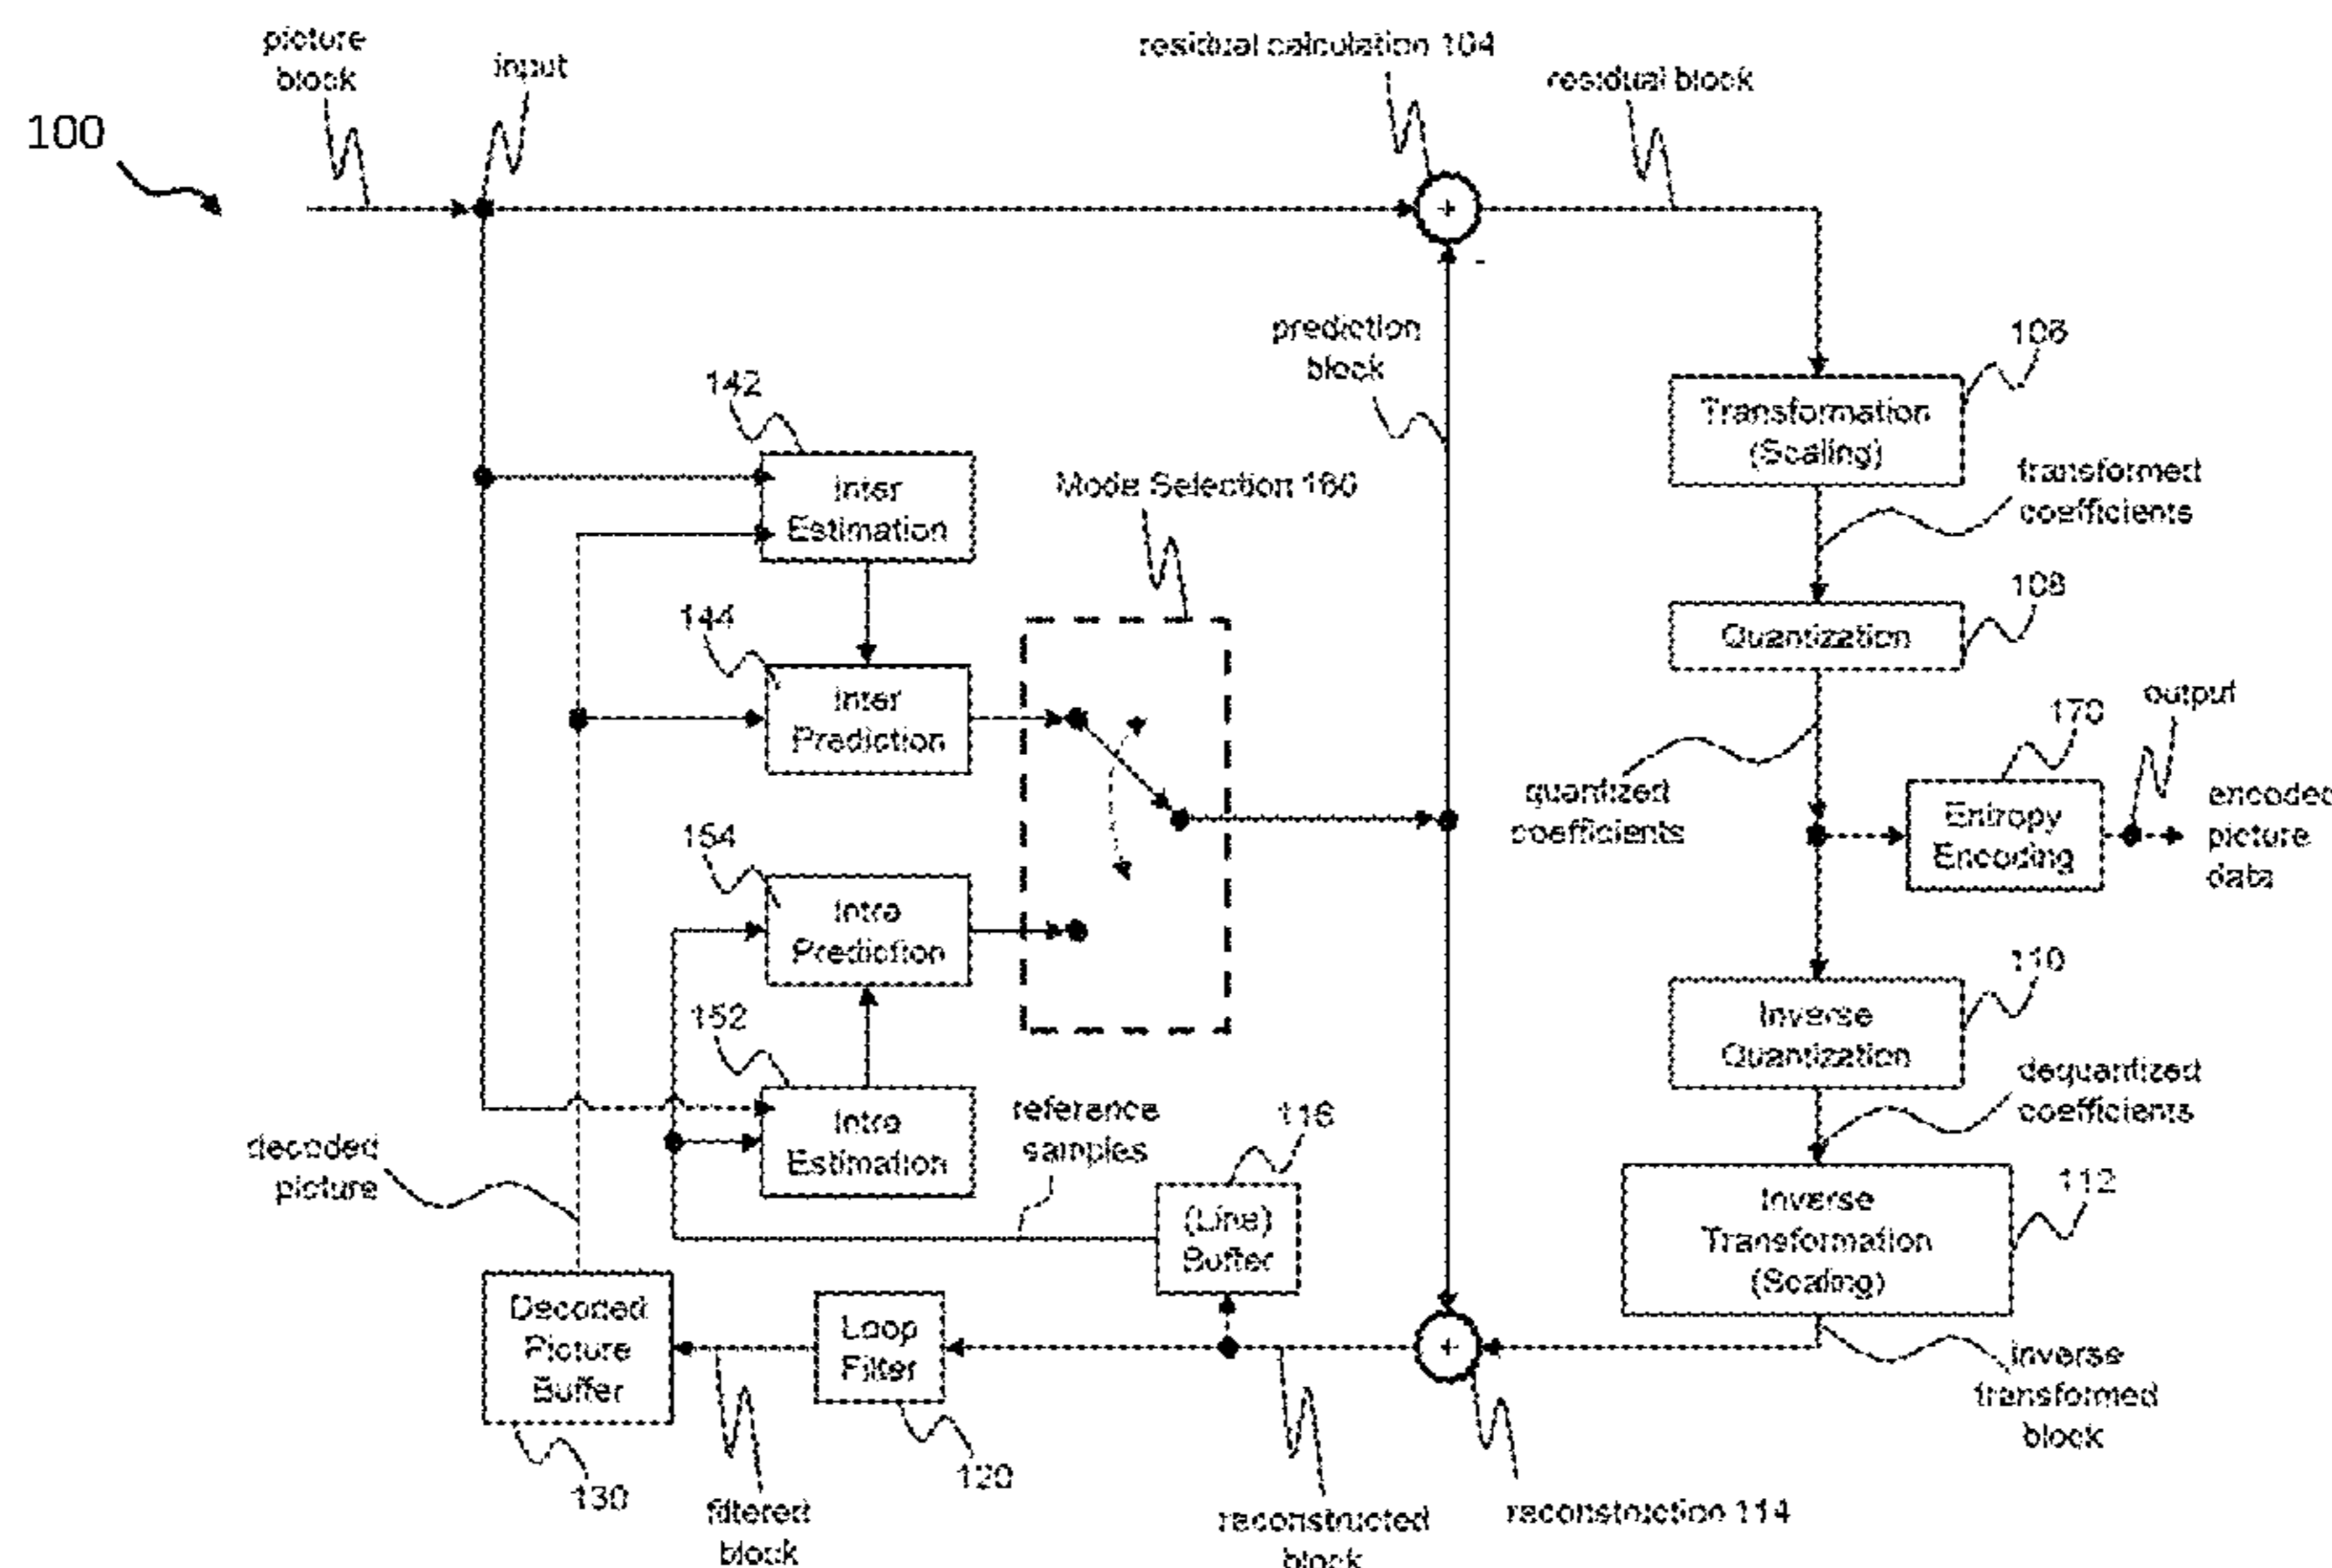 picture
block
input
residual calculation 104
residual block
100
prediction
block
106
Transformation
(Scaling)
142
Inter
Estimation
Mode Selection 160
transformed
coefficients
108
Quantization
144
Inter
Prediction
170
output
quantized
coefficients
Entropy
Encoding
encoded
picture
data
154
Intra
Prediction
110
Inverse
Quantization
152
Intra
Estimation
reference
samples
116
(Line)
Buffer
dequantized
coefficients
decoded
picture
112
Inverse
Transformation
(Scaling)
Decoded
Picture
Buffer
Loop
Filter
inverse
transformed
block
130
120
filtered
block
reconstructed
block
reconstruction 114